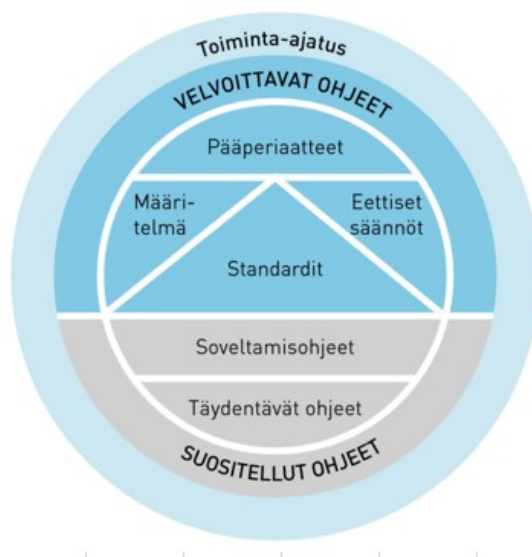 Toiminta-ajatus
VELVOITTAVAT OHJEET
Pääperiaatteet
Määri-
telmä
Eettiset
säännöt
Standardit
Soveltamisohjeet
Täydentävät ohjeet
SUOSITELLUT OHJEET